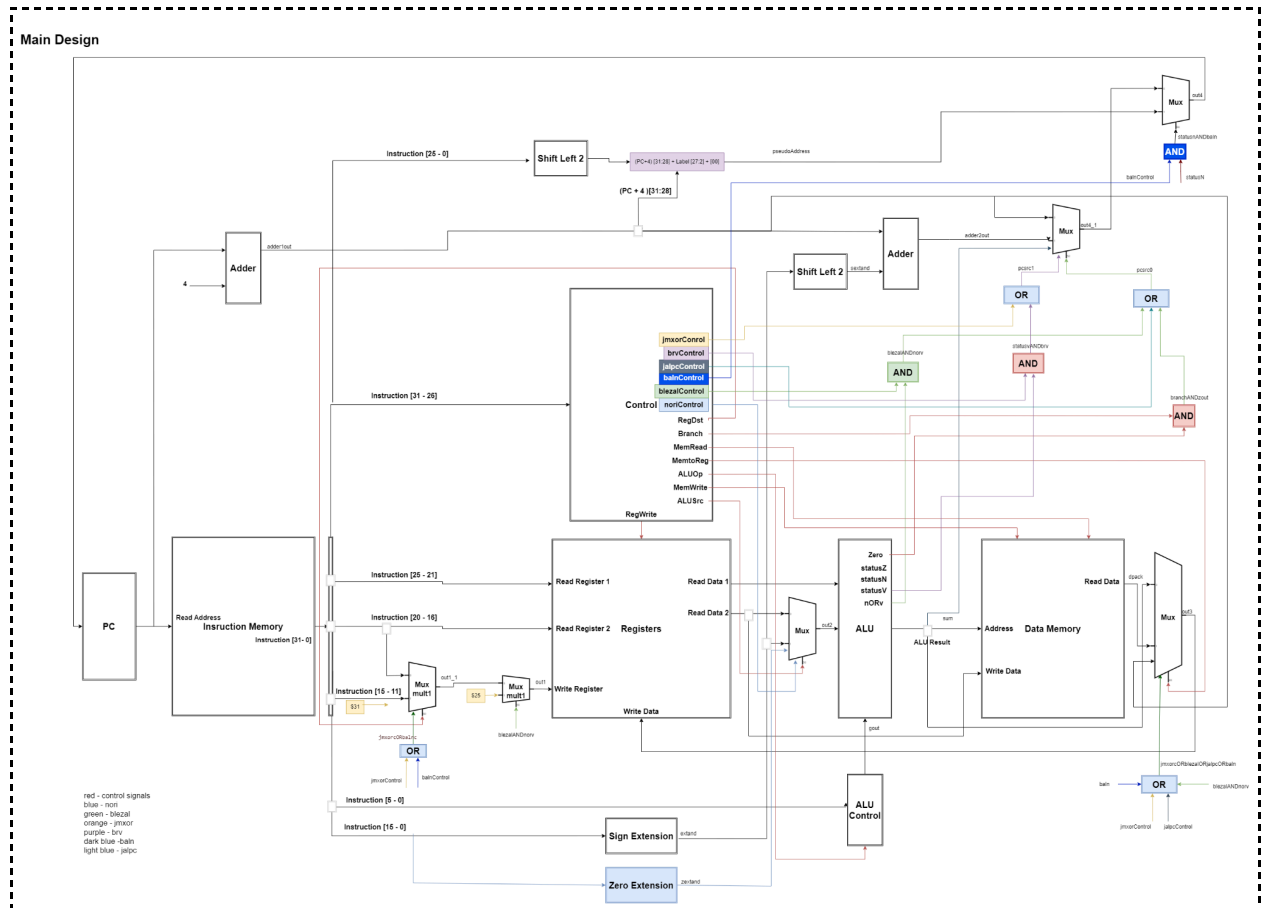 Main Design
out4
Mux
statusnANDbaln
AND
balnControl
statusN
Instruction [25 - 0]
Shift Left 2
(PC+4) [31:28] + Label [27:2] + [00]
pseudoAddress
(PC + 4 )[31:28]
Mux
out4_1
adder1out
Adder
4
Shift Left 2
sextand
Adder
adder2out
pcsrc1
OR
pcsrc0
OR
jmxorConrol
brvControl
jalpcControl
balnControl
blezalControl
noriControl
Control
RegDst
Branch
MemRead
MemtoReg
ALUOp
MemWrite
ALUSrc
RegWrite
blezalANDnorv
AND
statusvANDbrv
AND
branchANDzout
AND
Instruction [31 - 26]
PC
Read Address
Insruction Memory
Instruction [31- 0]
Instruction [25 - 21]
Instruction [20 - 16]
Instruction [15 - 11]
$31
Mux
mult1
out1_1
$25
Mux
mult1
out1
blezalANDnorv
OR
jmxorControl
balnControl
Read Register 1
Read Register 2
Registers
Write Register
Write Data
Read Data 1
Read Data 2
Mux
out2
Zero
statusZ
statusN
statusV
nORv
ALU
sum
ALU Result
Read Data
Address
Data Memory
Write Data
dpack
Mux
out3
gout
ALU
Control
jmxorcORblezalORjalpcORbaln
baln
OR
blezalANDnorv
jmxorControl
jalpcControl
Instruction [5 - 0]
Instruction [15 - 0]
Sign Extension
extand
Zero Extension
zextand
red - control signals
blue - nori
green - blezal
orange - jmxor
purple - brv
dark blue -baln
light blue - jalpc